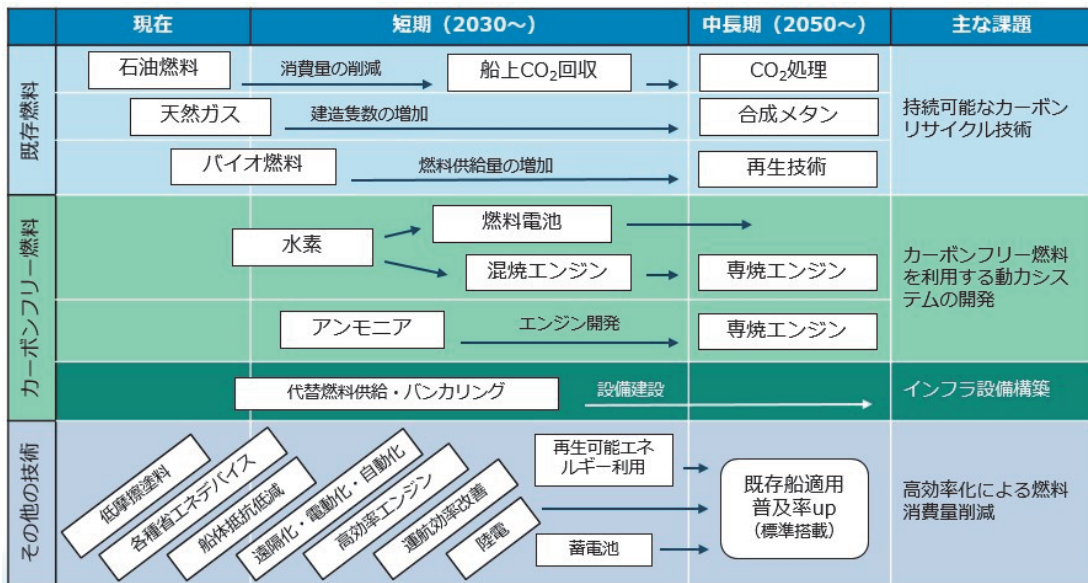 現在
短期（2030～）
中長期（2050～）
主な課題
既存燃料
石油燃料
消費量の削減
船上CO₂回収
CO₂処理
天然ガス
建造隻数の増加
合成メタン
バイオ燃料
燃料供給量の増加
再生技術
持続可能なカーボン
リサイクル技術
カーボンフリー燃料
水素
燃料電池
混焼エンジン
専焼エンジン
アンモニア
エンジン開発
専焼エンジン
カーボンフリー燃料
を利用する動力シス
テムの開発
代替燃料供給・バンカリング
設備建設
インフラ設備構築
その他の技術
低摩擦塗料
各種省エネデバイス
船体抵抗低減
遠隔化・電動化・自動化
高効率エンジン
運航効率改善
陸電
再生可能エネ
ルギー利用
蓄電池
既存船適用
普及率up
（標準搭載）
高効率化による燃料
消費量削減